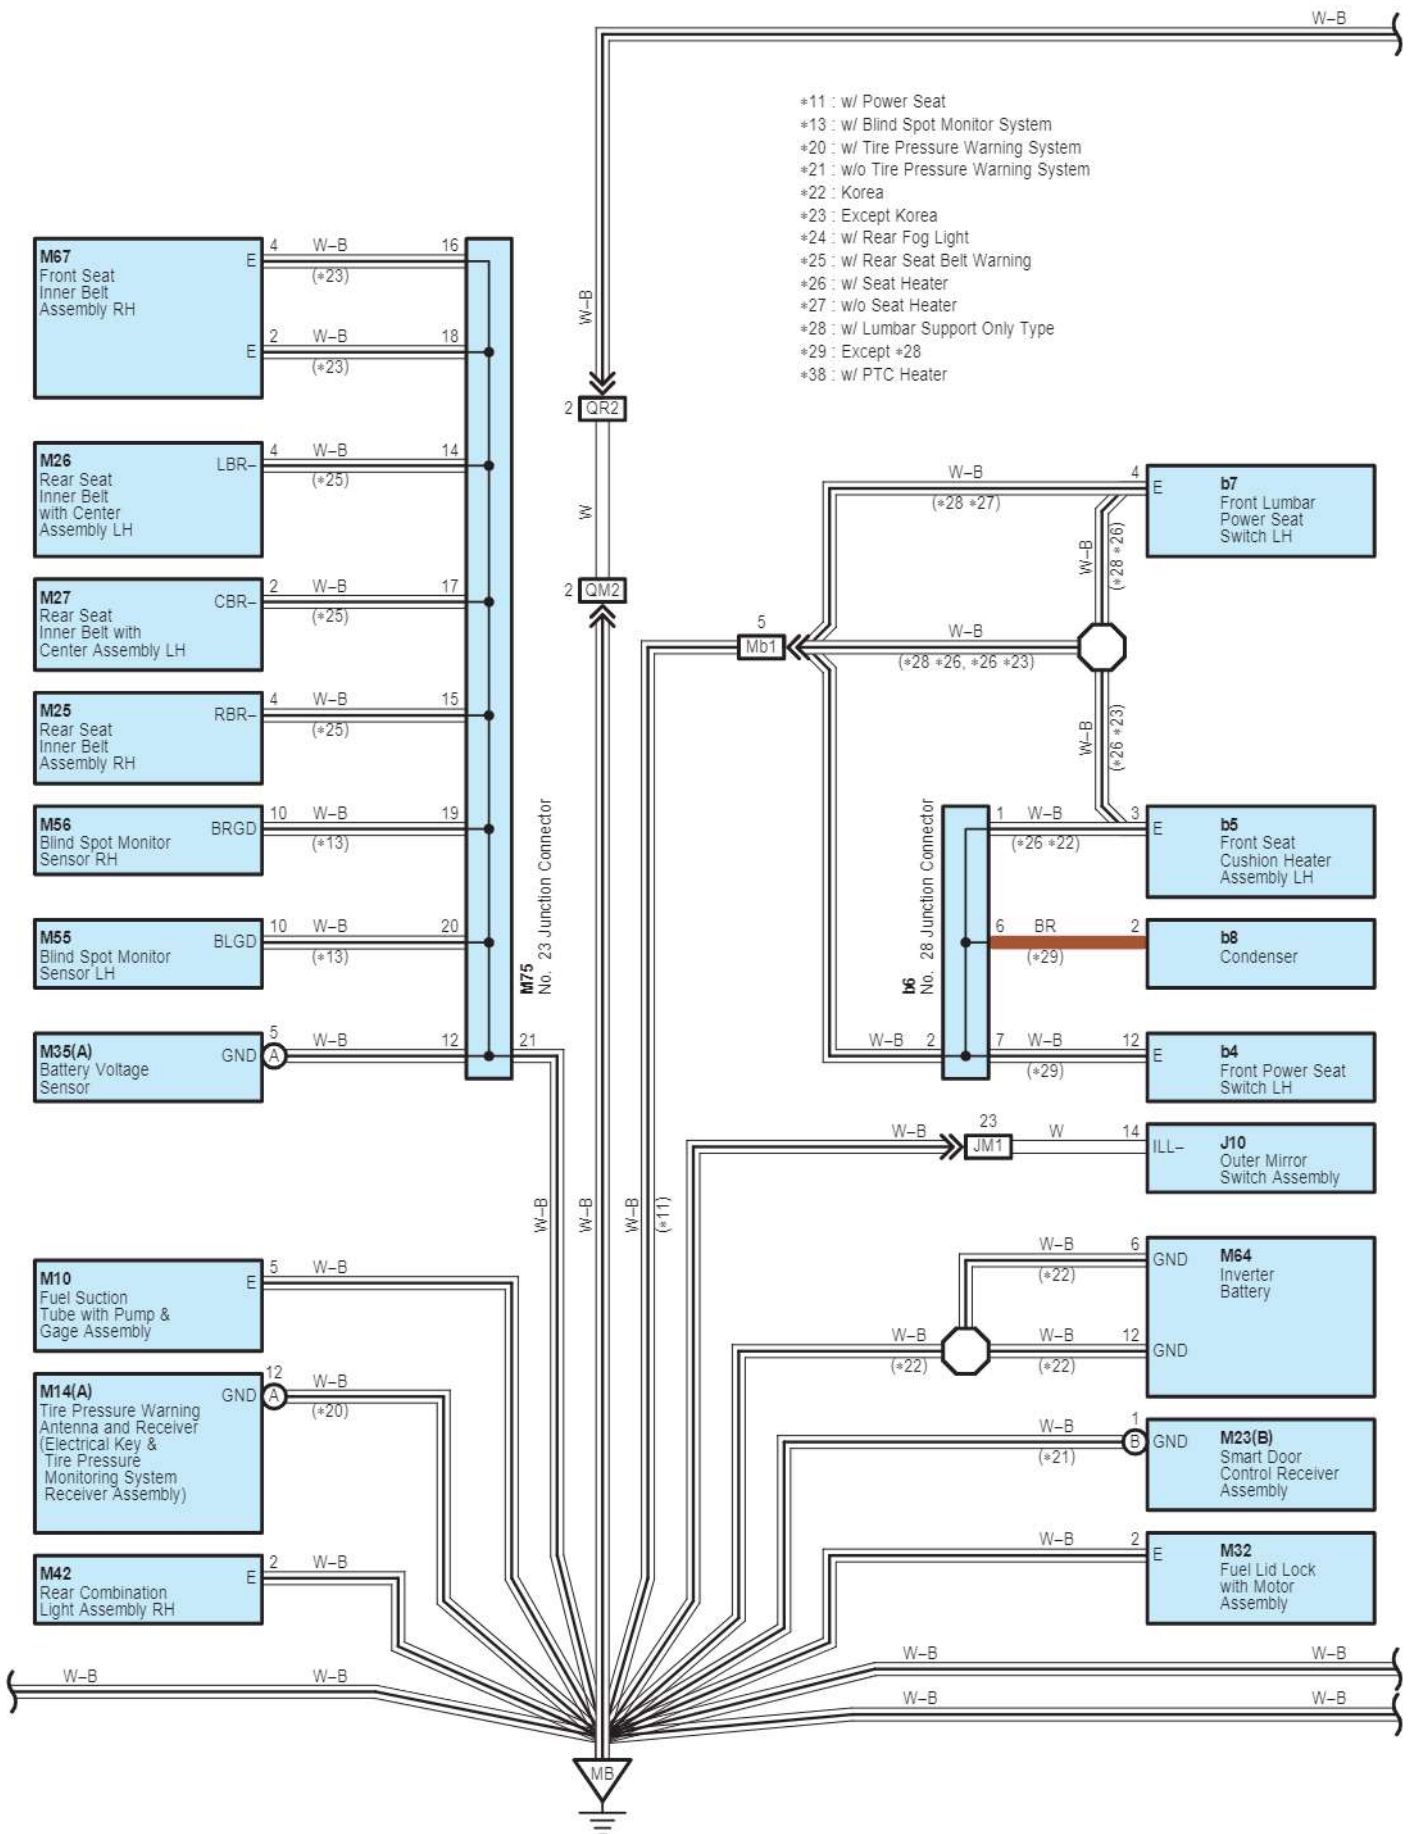 W–B
∗11 : w/ Power Seat
∗13 : w/ Blind Spot Monitor System
∗20 : w/ Tire Pressure Warning System
∗21 : w/o Tire Pressure Warning System
∗22 : Korea
∗23 : Except Korea
∗24 : w/ Rear Fog Light
∗25 : w/ Rear Seat Belt Warning
∗26 : w/ Seat Heater
∗27 : w/o Seat Heater
∗28 : w/ Lumbar Support Only Type
∗29 : Except ∗28
∗38 : w/ PTC Heater
M67
Front Seat
Inner Belt
Assembly RH
E
4 W–B 16
(∗23)
E
2 W–B 18
(∗23)
M26
Rear Seat
Inner Belt
with Center
Assembly LH
LBR–
4 W–B 14
(∗25)
M27
Rear Seat
Inner Belt with
Center Assembly LH
CBR–
2 W–B 17
(∗25)
M25
Rear Seat
Inner Belt
Assembly RH
RBR–
4 W–B 15
(∗25)
M56
Blind Spot Monitor
Sensor RH
BRGD
10 W–B 19
(∗13)
M55
Blind Spot Monitor
Sensor LH
BLGD
10 W–B 20
(∗13)
M35(A)
Battery Voltage
Sensor
GND
A
5 W–B 12
21
M75
No. 23 Junction Connector
W–B
W–B
2 QR2
W
2 QM2
W–B
5
Mb1
W–B
(∗11)
W–B
(∗28 ∗27)
4
E
b7
Front Lumbar
Power Seat
Switch LH
W–B
(∗28 ∗26)
W–B
(∗28 ∗26, ∗26 ∗23)
W–B
(∗26 ∗23)
b6
No. 28 Junction Connector
1 W–B 3
(∗26 ∗22)
E
b5
Front Seat
Cushion Heater
Assembly LH
6 BR 2
(∗29)
b8
Condenser
W–B 2
7 W–B 12
(∗29)
E
b4
Front Power Seat
Switch LH
W–B
23
JM1
W 14
ILL–
J10
Outer Mirror
Switch Assembly
W–B 6
(∗22)
GND
M64
Inverter
Battery
W–B
(∗22)
W–B 12
(∗22)
GND
W–B 1
(∗21)
B
GND
M23(B)
Smart Door
Control Receiver
Assembly
W–B 2
E
M32
Fuel Lid Lock
with Motor
Assembly
M10
Fuel Suction
Tube with Pump &
Gage Assembly
E
5 W–B
M14(A)
Tire Pressure Warning
Antenna and Receiver
(Electrical Key &
Tire Pressure
Monitoring System
Receiver Assembly)
GND
A
12 W–B
(∗20)
M42
Rear Combination
Light Assembly RH
E
2 W–B
W–B W–B
W–B W–B
W–B W–B
MB